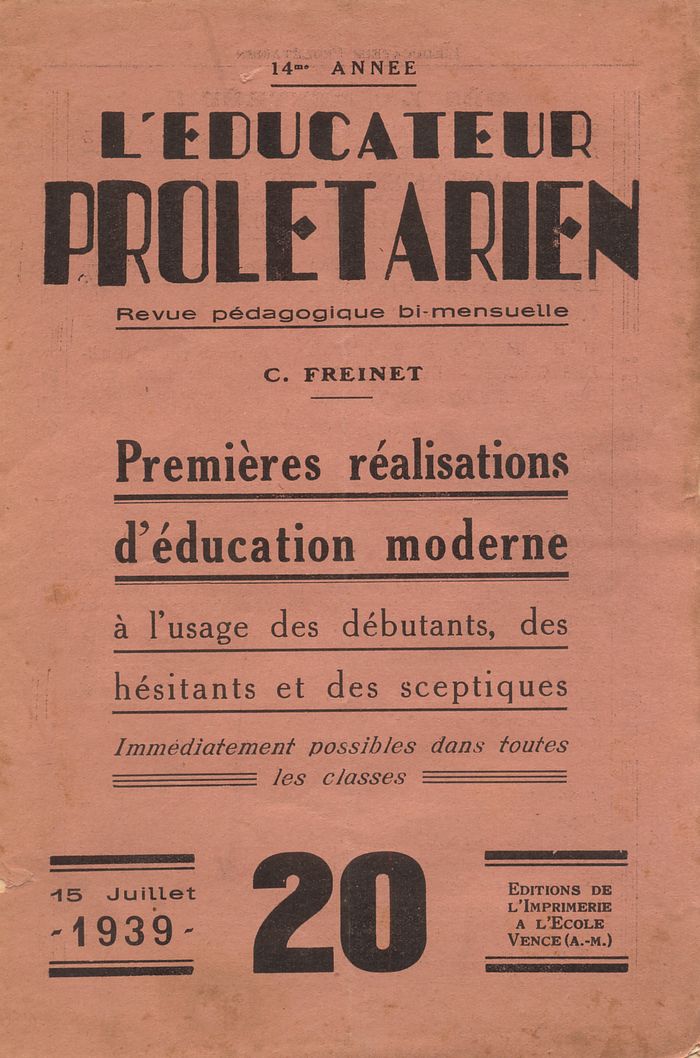 14me ANNEE
L'EDUCATEUR
PROLETARIEN
Revue pédagogique bi-mensuelle
C. FREINET
Premières réalisations
d'éducation moderne
à l'usage des débutants, des
hésitants et des sceptiques
Immédiatement possibles dans toutes
les classes
15 Juillet
- 1939 -
20
EDITIONS DE
L'IMPRIMERIE
A L'ECOLE
VENCE (A.-M.)